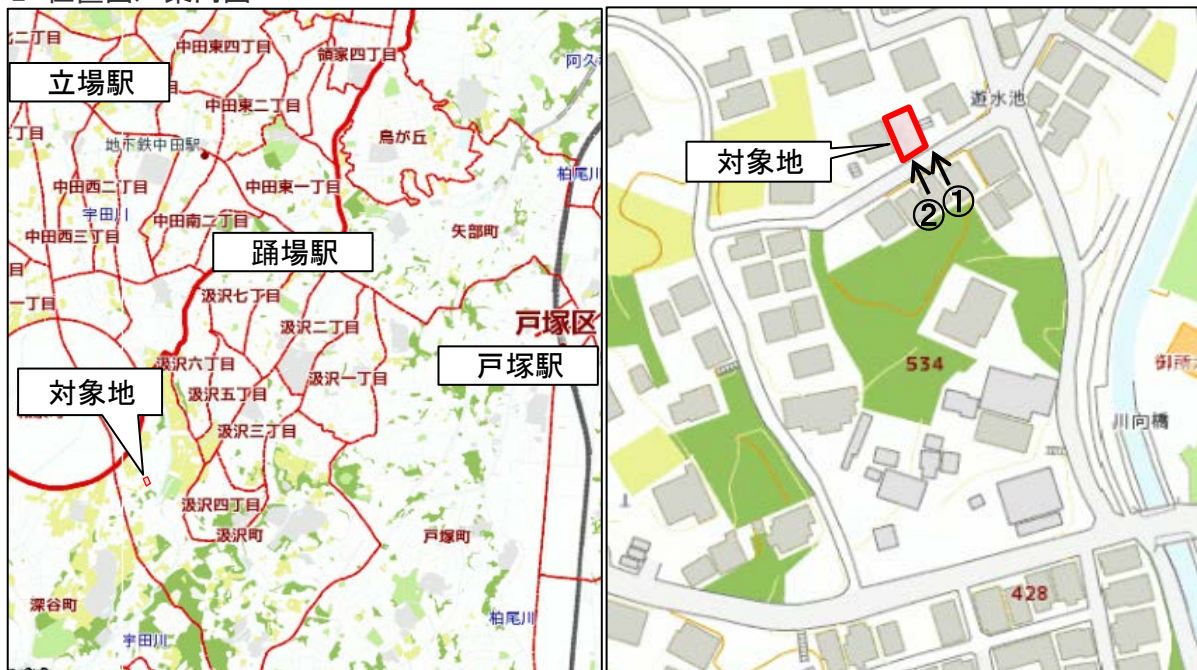 中田東四丁目
領家四丁目
立場駅
中田東二丁目
地下鉄中田駅
鳥が丘
柏尾川
中田西二丁目
中田東一丁目
宇田川
中田南二丁目
中田西三丁目
踊場駅
矢部町
汲沢七丁目
汲沢二丁目
戸塚区
汲沢六丁目
戸塚駅
対象地
汲沢五丁目
汲沢一丁目
汲沢三丁目
汲沢四丁目
汲沢町
戸塚町
深谷町
宇田川
柏尾川
遊水池
対象地
①
②
534
川向橋
428